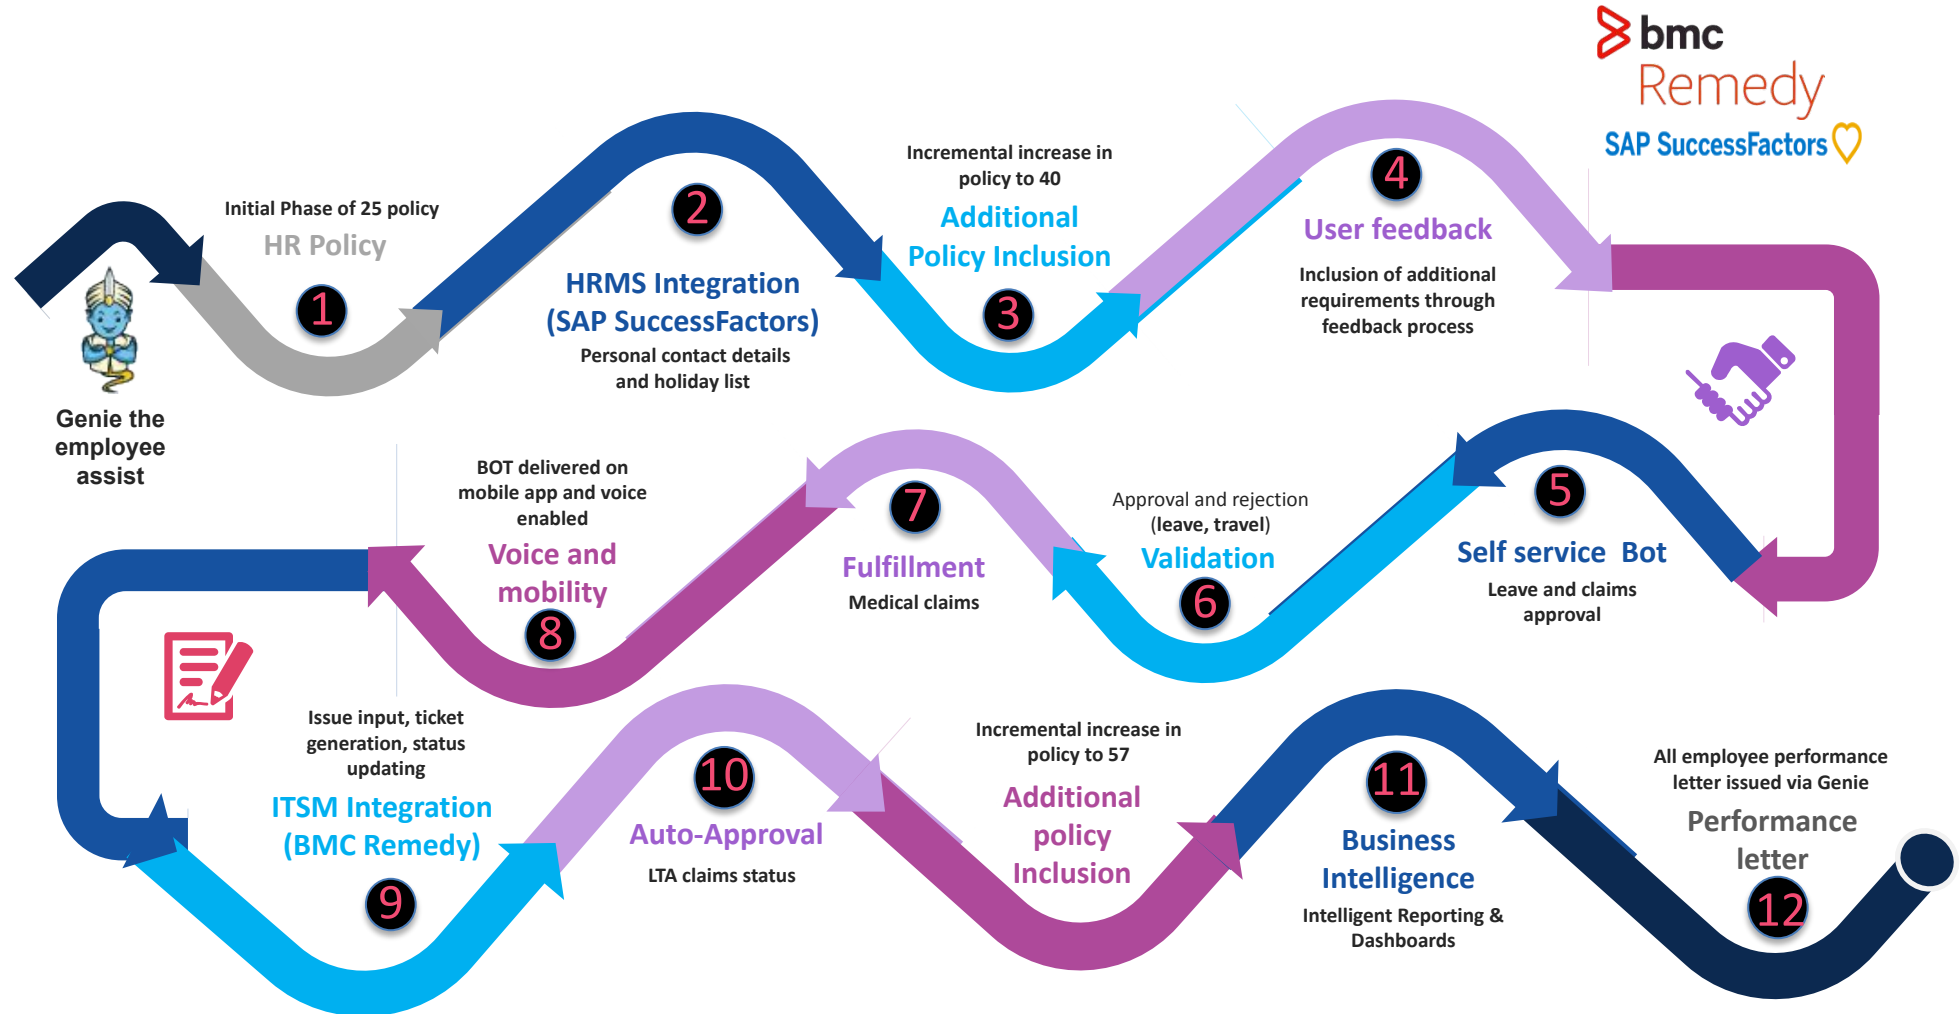 bmc
Remedy
SAP SuccessFactors
Genie the
employee
assist
Initial Phase of 25 policy
HR Policy
1
2
HRMS Integration
(SAP SuccessFactors)
Personal contact details
and holiday list
Incremental increase in
policy to 40
Additional
Policy Inclusion
3
4
User feedback
Inclusion of additional
requirements through
feedback process
5
Self service Bot
Leave and claims
approval
Approval and rejection
(leave, travel)
Validation
6
7
Fulfillment
Medical claims
BOT delivered on
mobile app and voice
enabled
Voice and
mobility
8
Issue input, ticket
generation, status
updating
ITSM Integration
(BMC Remedy)
9
10
Auto-Approval
LTA claims status
Incremental increase in
policy to 57
Additional
policy
Inclusion
11
Business
Intelligence
Intelligent Reporting &
Dashboards
All employee performance
letter issued via Genie
Performance
letter
12